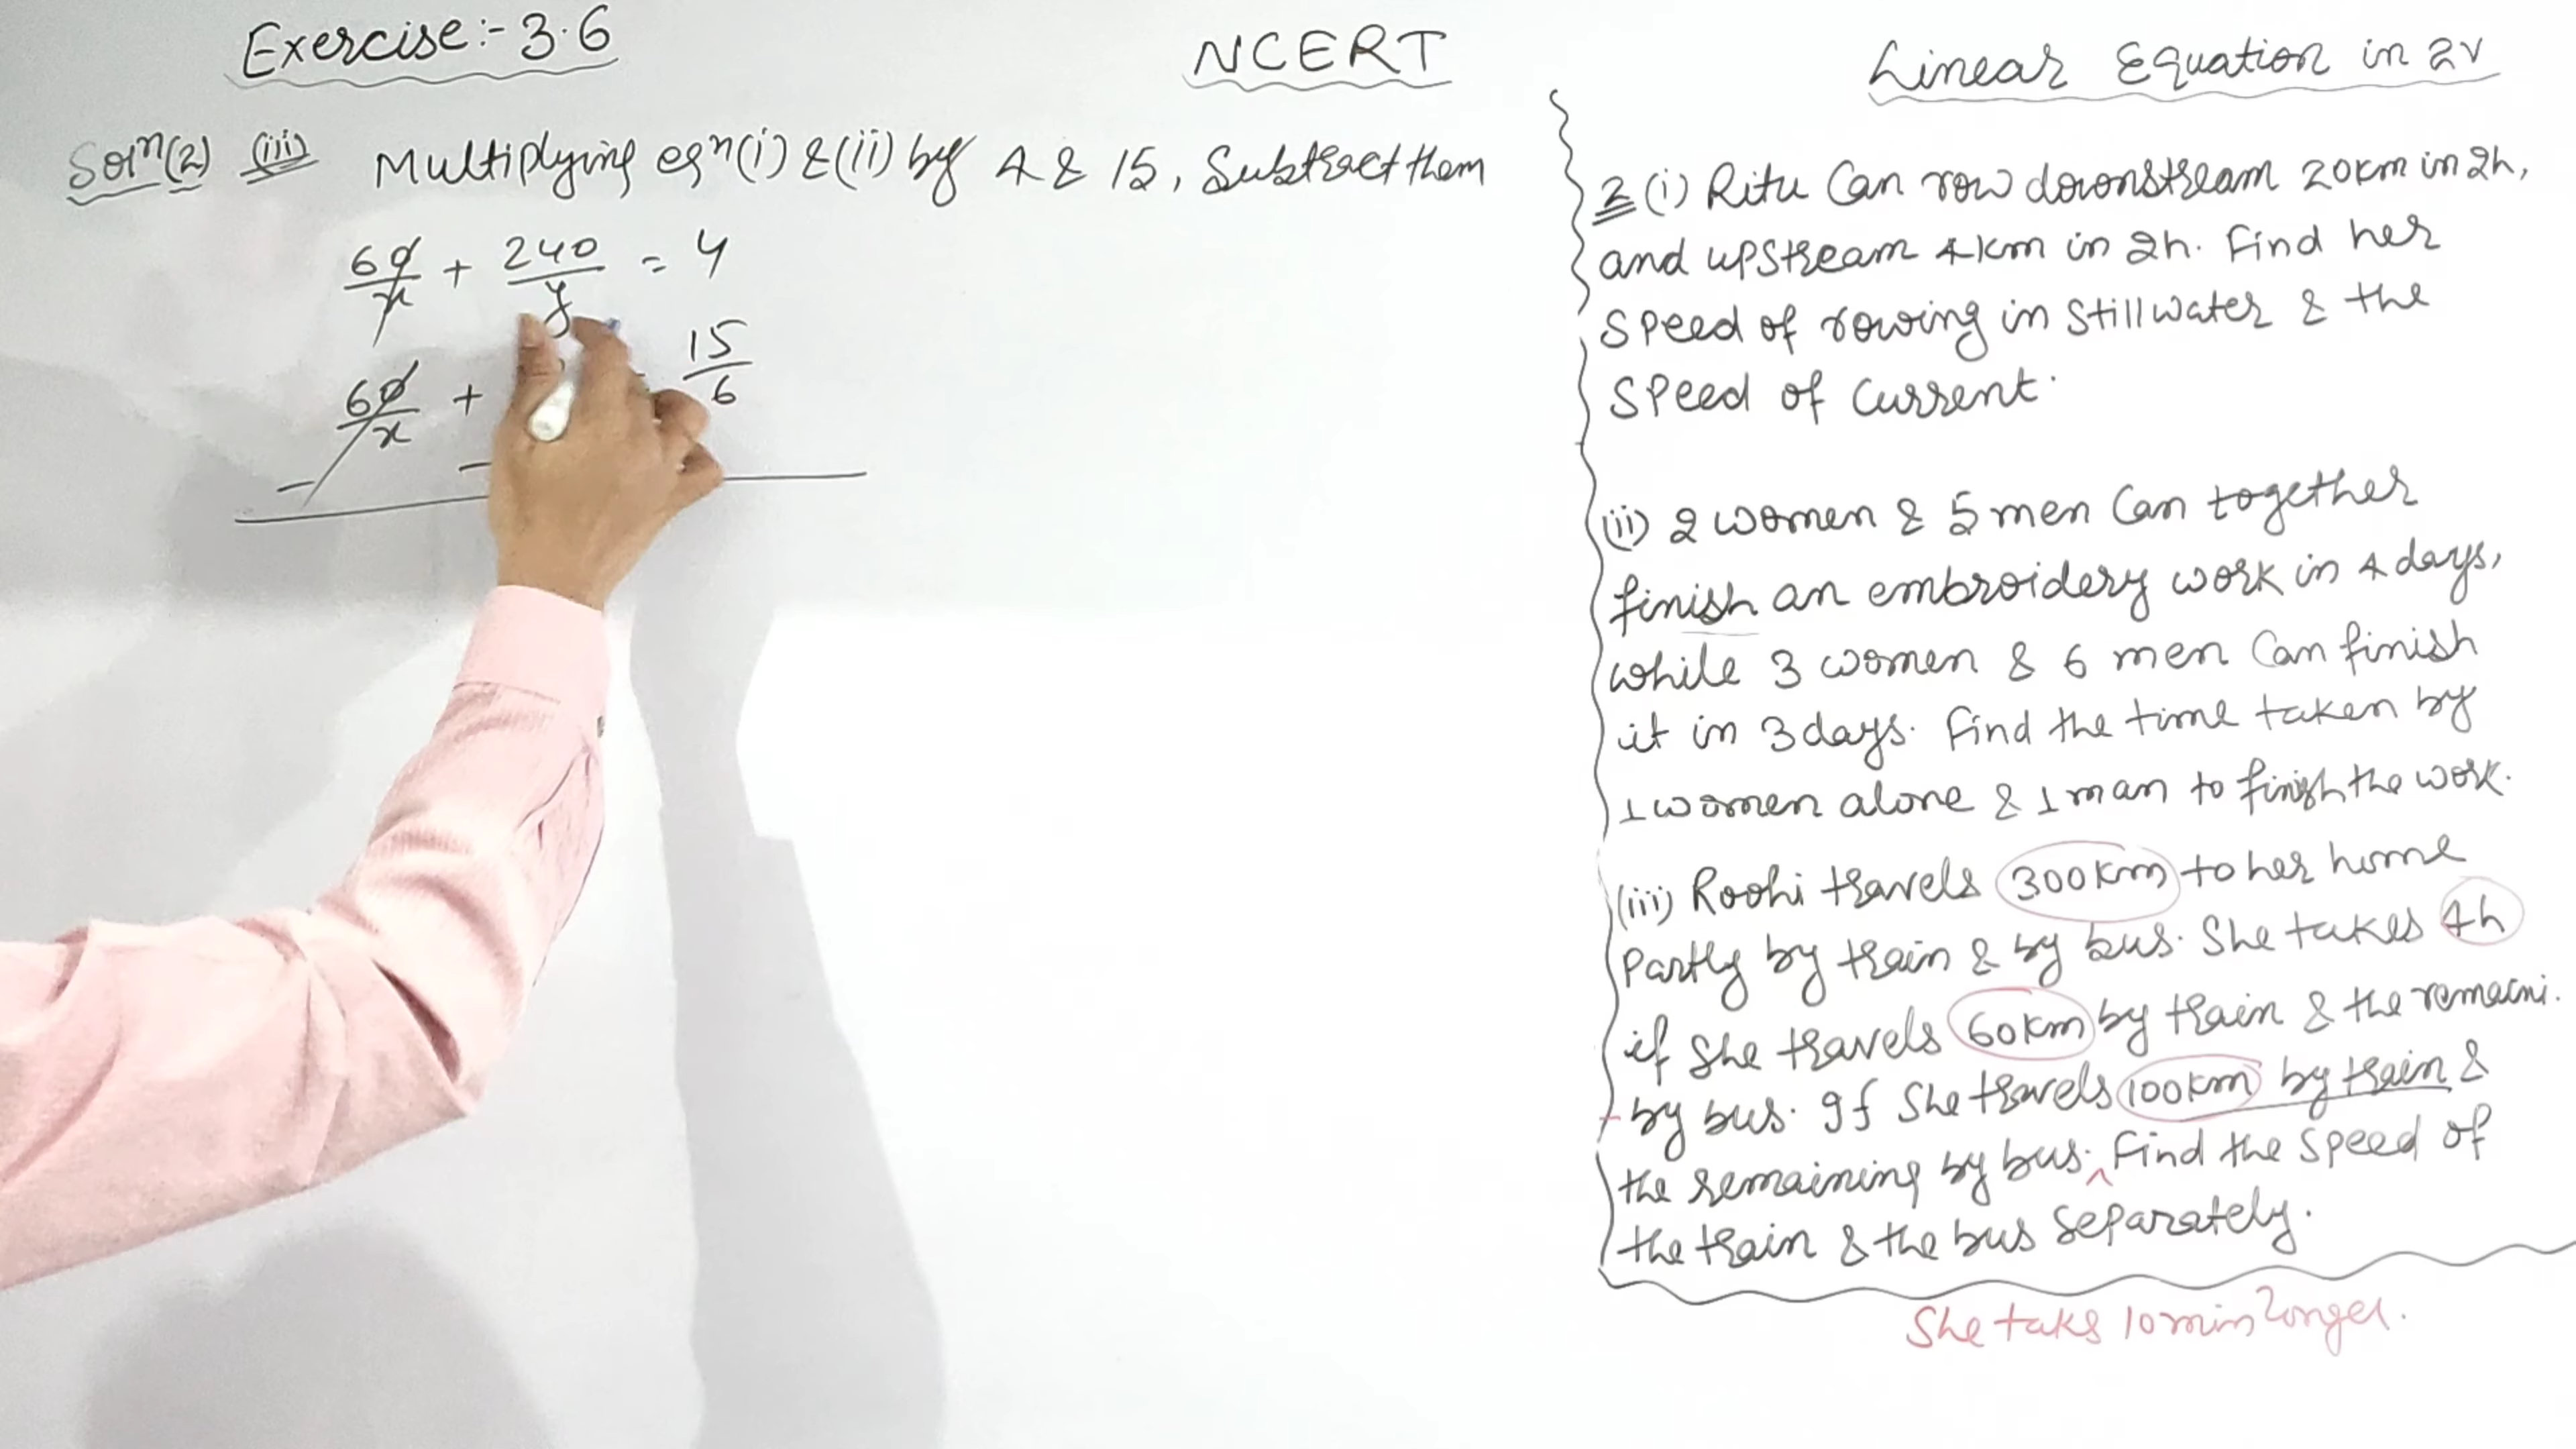 Exercise:- 3.6
NCERT
Linear Equation in 2V
Solⁿ(2) (iii) Multiplying eqⁿ(i) & (ii) by 4 & 15, Subtract them
60/x + 240/y = 4
60/x + 15/6
2 (i) Ritu Can row downstream 20km in 2h,
and upstream 4km in 2h. Find her
Speed of rowing in Still water & the
Speed of Current.
(ii) 2 women & 5 men Can together
finish an embroidery work in 4 days,
while 3 women & 6 men Can finish
it in 3 days. Find the time taken by
1 women alone & 1 man to finish the work.
(iii) Roohi travels 300km to her home
Partly by train & by bus. She takes 4h
if She travels 60km by train & the remaini.
by bus. If She travels 100km by train &
the remaining by bus. ^ Find the Speed of
the train & the bus Separately.
She taks 10 min longer.